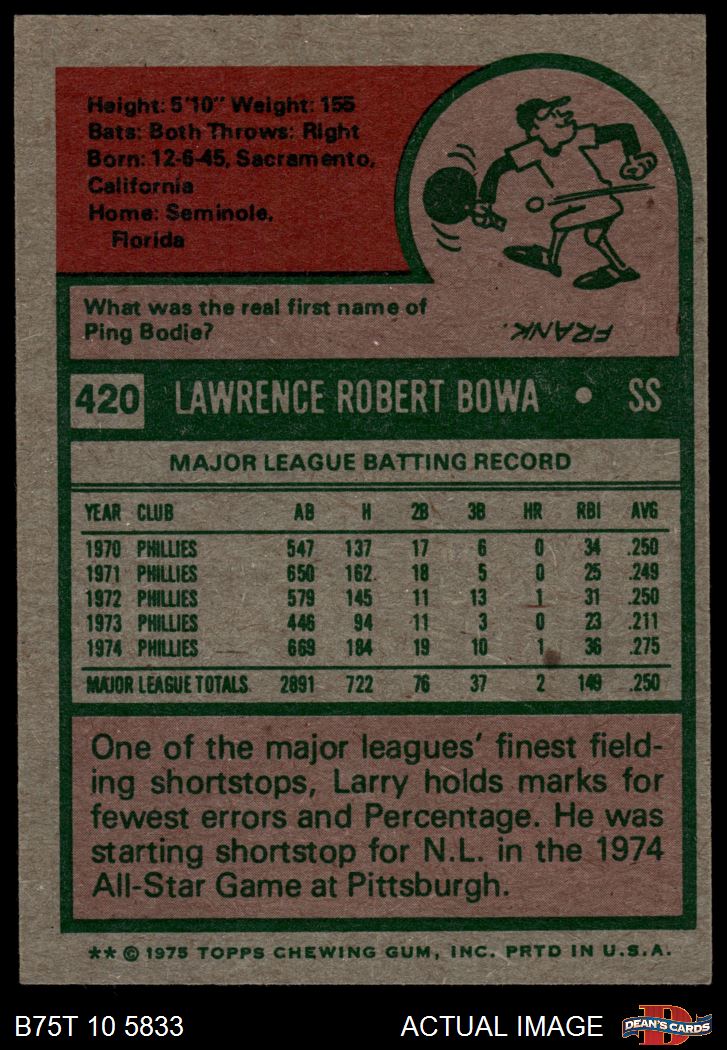 Height: 5'10" Weight: 155
Bats: Both Throws: Right
Born: 12-6-45, Sacramento,
California
Home: Seminole,
Florida
What was the real first name of
Ping Bodie?
FRANK.
420 LAWRENCE ROBERT BOWA • SS
MAJOR LEAGUE BATTING RECORD
YEAR CLUB AB H 2B 3B HR RBI AVG
1970 PHILLIES 547 137 17 6 0 34 .250
1971 PHILLIES 650 162 18 5 0 25 .249
1972 PHILLIES 579 145 11 13 1 31 .250
1973 PHILLIES 446 94 11 3 0 23 .211
1974 PHILLIES 669 184 19 10 1 36 .275
MAJOR LEAGUE TOTALS 2891 722 76 37 2 149 .250
One of the major leagues' finest field-
ing shortstops, Larry holds marks for
fewest errors and Percentage. He was
starting shortstop for N.L. in the 1974
All-Star Game at Pittsburgh.
** © 1975 TOPPS CHEWING GUM, INC. PRTD IN U.S.A.
B75T 10 5833 ACTUAL IMAGE DEAN'S CARDS